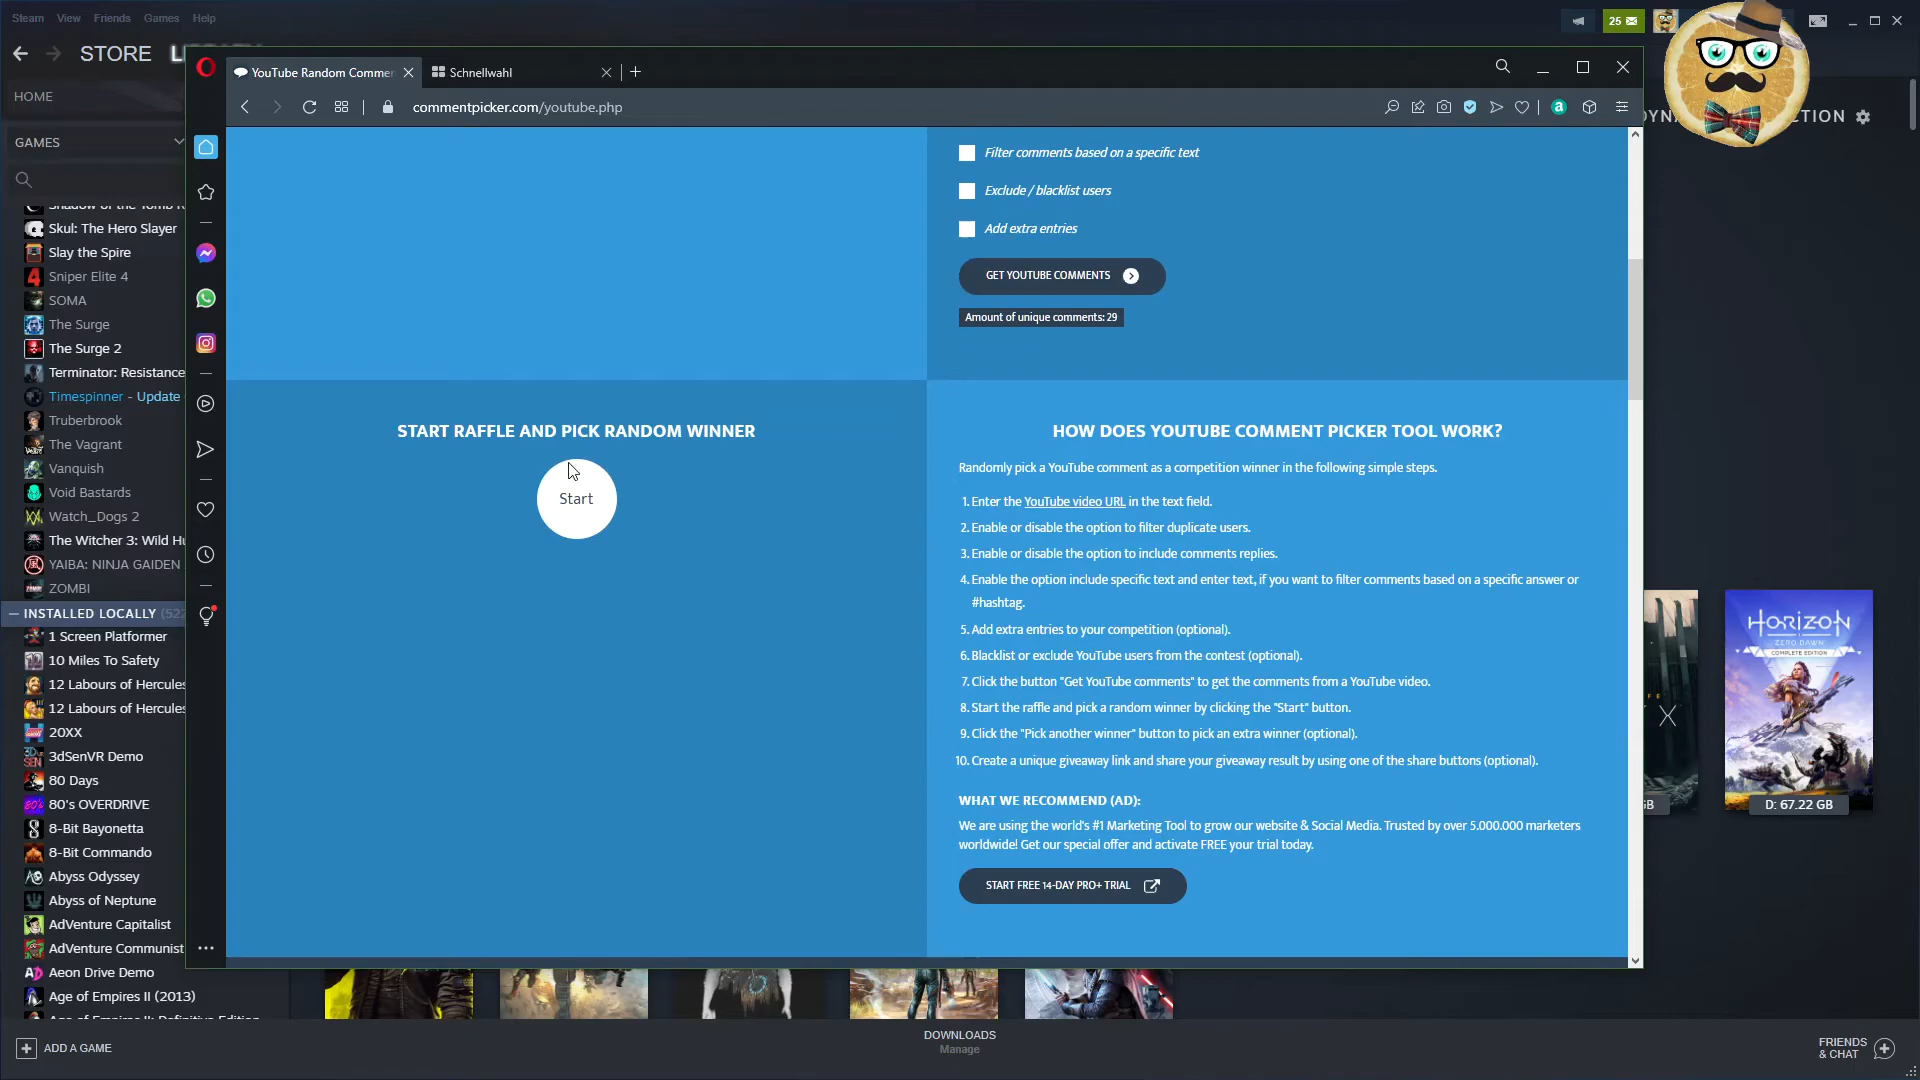 Steam View Friends Games Help
25
STORE
HOME
GAMES
Skul: The Hero Slayer
Slay the Spire
Sniper Elite 4
SOMA
The Surge
The Surge 2
Terminator: Resistance
Timespinner - Update
Truberbrook
The Vagrant
Vanquish
Void Bastards
Watch_Dogs 2
The Witcher 3: Wild Hu
YAIBA: NINJA GAIDEN
ZOMBI
INSTALLED LOCALLY
1 Screen Platformer
10 Miles To Safety
12 Labours of Hercules
12 Labours of Hercules
20XX
3dSenVR Demo
80 Days
80's OVERDRIVE
8-Bit Bayonetta
8-Bit Commando
Abyss Odyssey
Abyss of Neptune
AdVenture Capitalist
AdVenture Communist
Aeon Drive Demo
Age of Empires II (2013)
ADD A GAME
YouTube Random Commen
Schnellwahl
commentpicker.com/youtube.php
Filter comments based on a specific text
Exclude / blacklist users
Add extra entries
GET YOUTUBE COMMENTS
Amount of unique comments: 29
START RAFFLE AND PICK RANDOM WINNER
Start
HOW DOES YOUTUBE COMMENT PICKER TOOL WORK?
Randomly pick a YouTube comment as a competition winner in the following simple steps.
1. Enter the YouTube video URL in the text field.
2. Enable or disable the option to filter duplicate users.
3. Enable or disable the option to include comments replies.
4. Enable the option include specific text and enter text, if you want to filter comments based on a specific answer or
#hashtag.
5. Add extra entries to your competition (optional).
6. Blacklist or exclude YouTube users from the contest (optional).
7. Click the button "Get YouTube comments" to get the comments from a YouTube video.
8. Start the raffle and pick a random winner by clicking the "Start" button.
9. Click the "Pick another winner" button to pick an extra winner (optional).
10. Create a unique giveaway link and share your giveaway result by using one of the share buttons (optional).
WHAT WE RECOMMEND (AD):
We are using the world's #1 Marketing Tool to grow our website & Social Media. Trusted by over 5.000.000 marketers
worldwide! Get our special offer and activate FREE your trial today.
START FREE 14-DAY PRO+ TRIAL
HORIZON
ZERO DAWN
COMPLETE EDITION
D: 67.22 GB
DOWNLOADS
Manage
FRIENDS
& CHAT